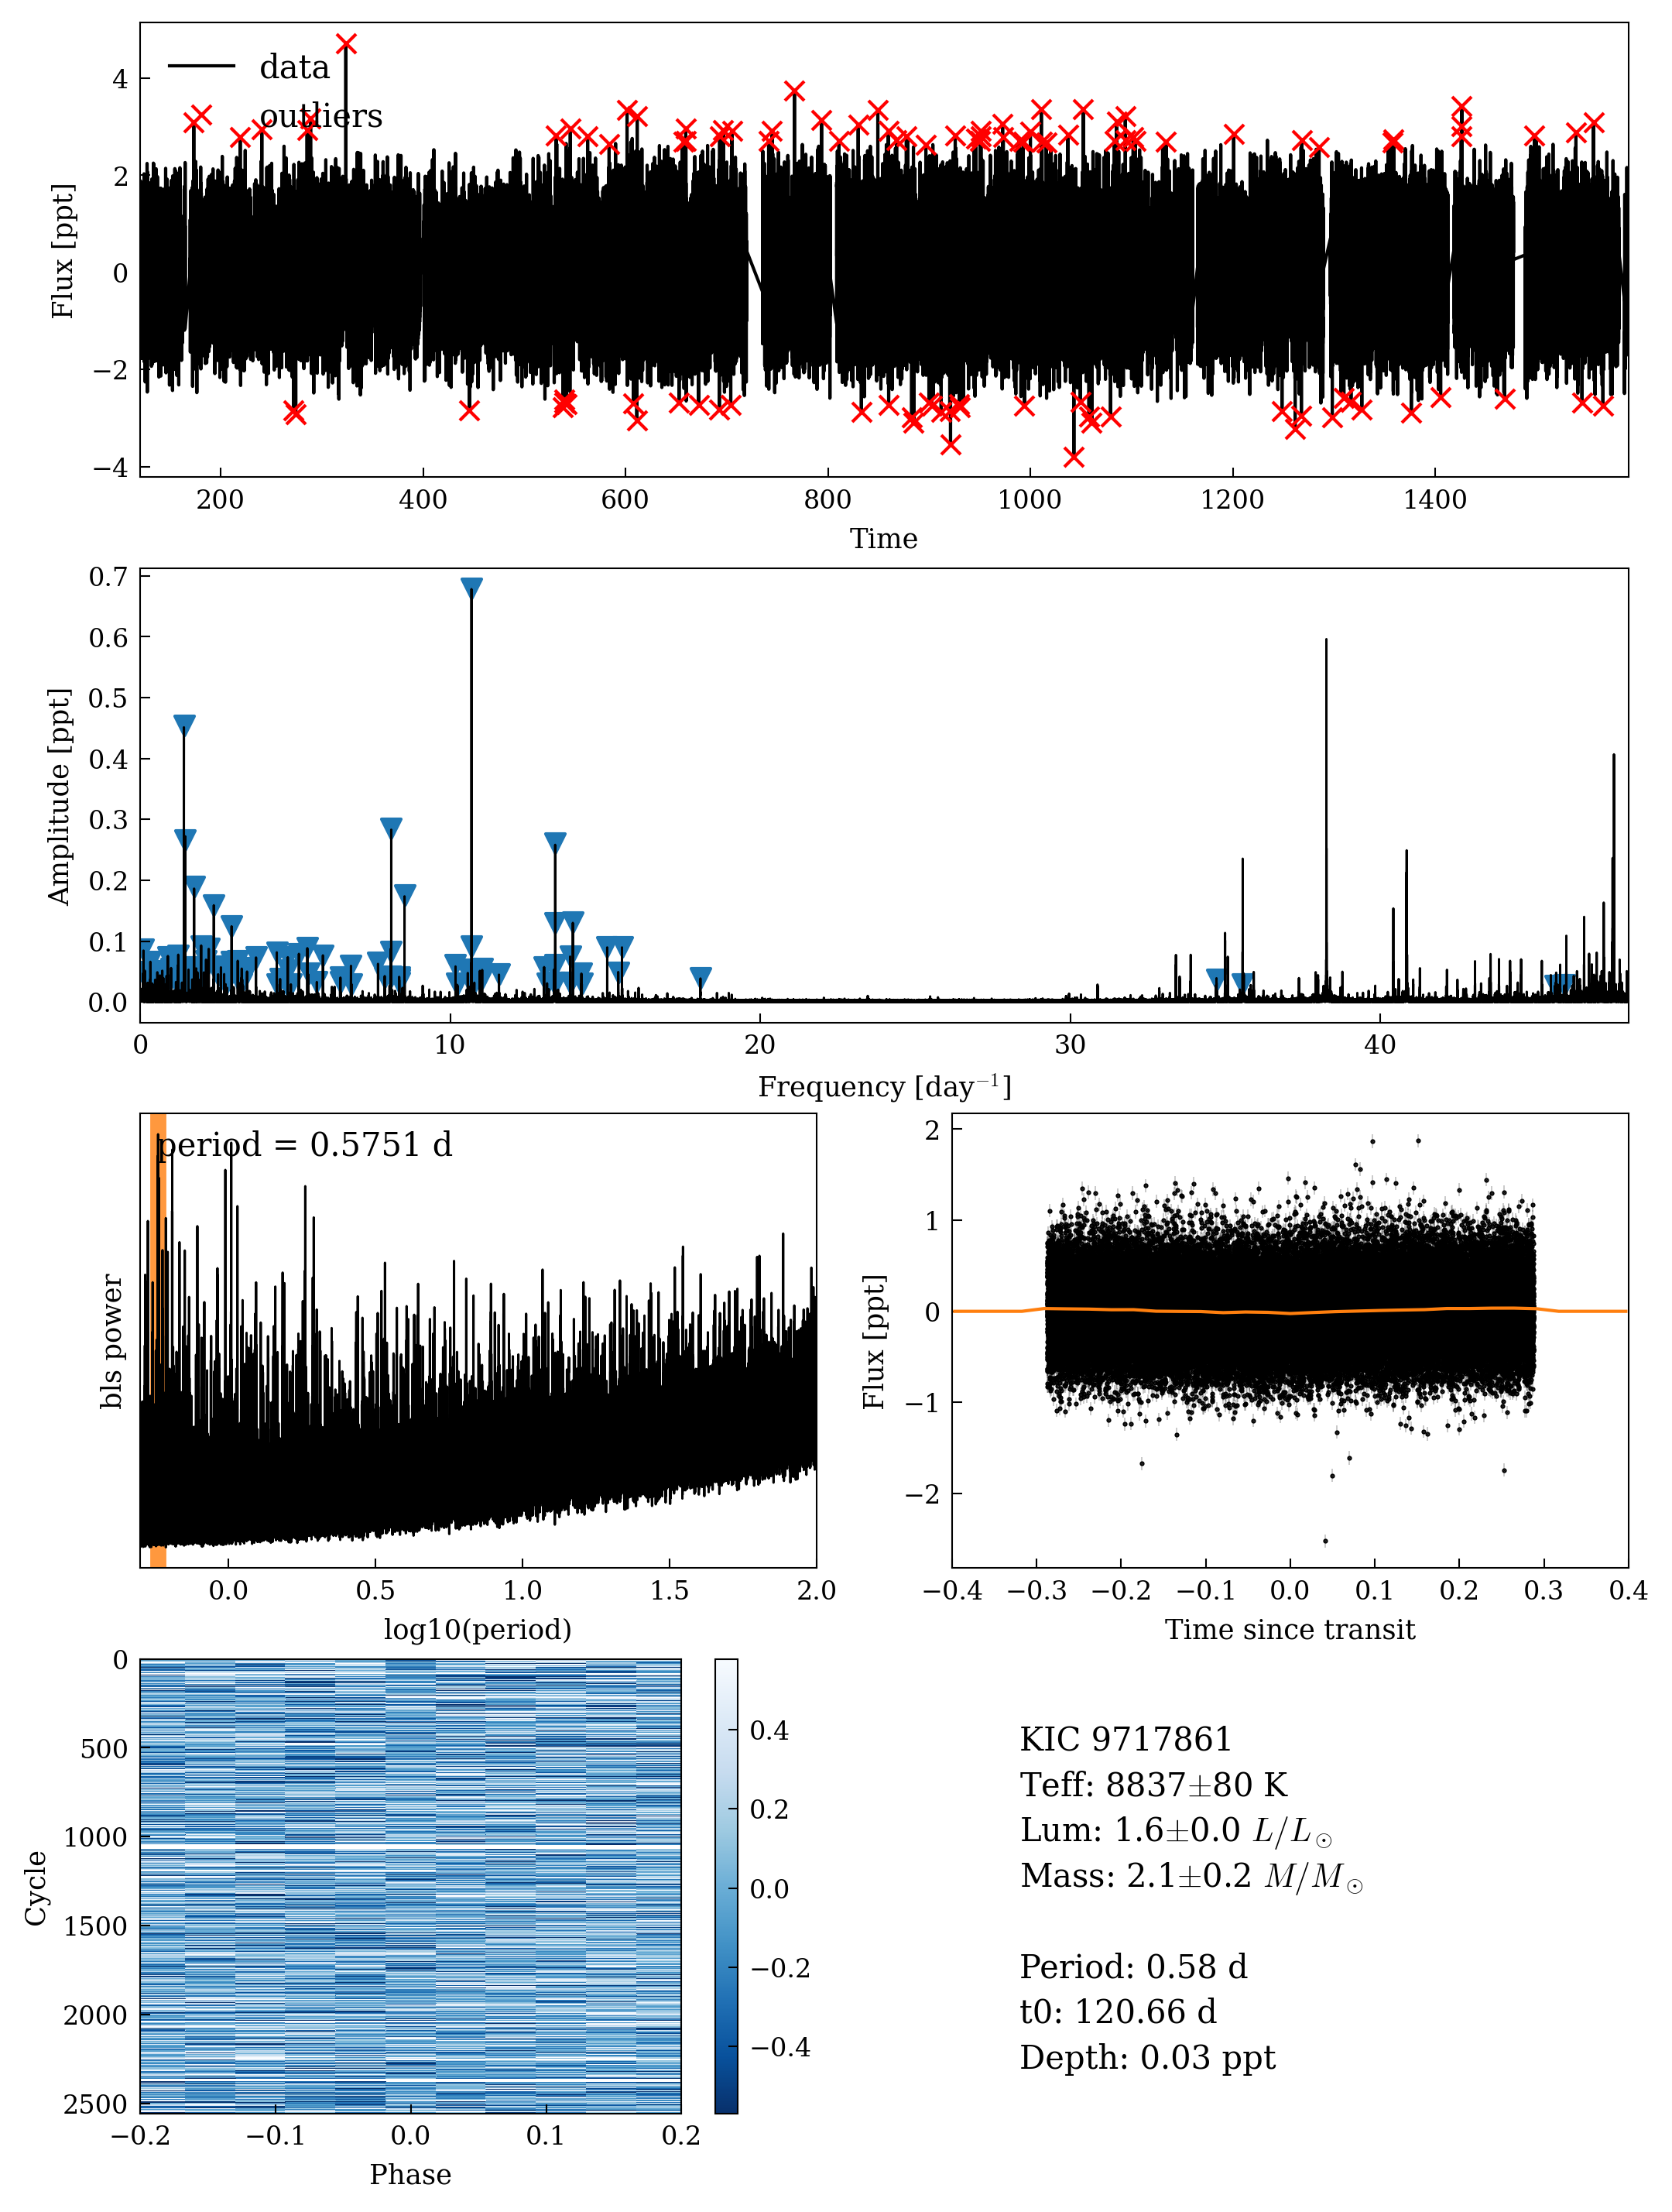 data
outliers
4
2
0
−2
−4
Flux [ppt]
200 400 600 800 1000 1200 1400
Time
0.7
0.6
0.5
0.4
0.3
0.2
0.1
0.0
Amplitude [ppt]
0 10 20 30 40
Frequency [day⁻¹]
period = 0.5751 d
bls power
0.0 0.5 1.0 1.5 2.0
log10(period)
2
1
0
−1
−2
Flux [ppt]
−0.4 −0.3 −0.2 −0.1 0.0 0.1 0.2 0.3 0.4
Time since transit
0
500
1000
1500
2000
2500
Cycle
−0.2 −0.1 0.0 0.1 0.2
Phase
0.4
0.2
0.0
−0.2
−0.4
KIC 9717861
Teff: 8837±80 K
Lum: 1.6±0.0 L/L⊙
Mass: 2.1±0.2 M/M⊙
Period: 0.58 d
t0: 120.66 d
Depth: 0.03 ppt